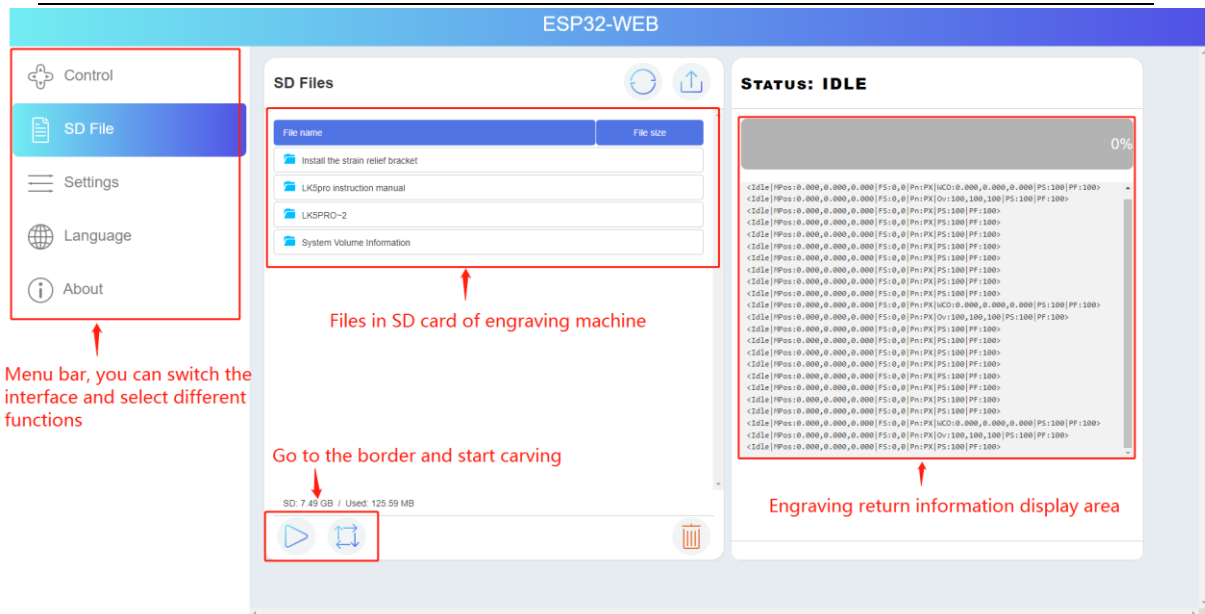 ESP32-WEB
Control
SD File
Settings
Language
About
Menu bar, you can switch the
interface and select different
functions
SD Files
File name File size
Install the strain relief bracket
LK5pro instruction manual
LK5PRO~2
System Volume Information
Files in SD card of engraving machine
Go to the border and start carving
SD: 7.49 GB / Used: 125.59 MB
STATUS: IDLE
0%
<Idle|MPos:0.000,0.000,0.000|FS:0,0|Pn:PX|WCO:0.000,0.000,0.000|PS:100|PF:100>
<Idle|MPos:0.000,0.000,0.000|FS:0,0|Pn:PX|Ov:100,100,100|PS:100|PF:100>
<Idle|MPos:0.000,0.000,0.000|FS:0,0|Pn:PX|PS:100|PF:100>
<Idle|MPos:0.000,0.000,0.000|FS:0,0|Pn:PX|PS:100|PF:100>
<Idle|MPos:0.000,0.000,0.000|FS:0,0|Pn:PX|PS:100|PF:100>
<Idle|MPos:0.000,0.000,0.000|FS:0,0|Pn:PX|PS:100|PF:100>
<Idle|MPos:0.000,0.000,0.000|FS:0,0|Pn:PX|PS:100|PF:100>
<Idle|MPos:0.000,0.000,0.000|FS:0,0|Pn:PX|PS:100|PF:100>
<Idle|MPos:0.000,0.000,0.000|FS:0,0|Pn:PX|PS:100|PF:100>
<Idle|MPos:0.000,0.000,0.000|FS:0,0|Pn:PX|PS:100|PF:100>
<Idle|MPos:0.000,0.000,0.000|FS:0,0|Pn:PX|WCO:0.000,0.000,0.000|PS:100|PF:100>
<Idle|MPos:0.000,0.000,0.000|FS:0,0|Pn:PX|Ov:100,100,100|PS:100|PF:100>
<Idle|MPos:0.000,0.000,0.000|FS:0,0|Pn:PX|PS:100|PF:100>
<Idle|MPos:0.000,0.000,0.000|FS:0,0|Pn:PX|PS:100|PF:100>
<Idle|MPos:0.000,0.000,0.000|FS:0,0|Pn:PX|PS:100|PF:100>
<Idle|MPos:0.000,0.000,0.000|FS:0,0|Pn:PX|PS:100|PF:100>
<Idle|MPos:0.000,0.000,0.000|FS:0,0|Pn:PX|PS:100|PF:100>
<Idle|MPos:0.000,0.000,0.000|FS:0,0|Pn:PX|PS:100|PF:100>
<Idle|MPos:0.000,0.000,0.000|FS:0,0|Pn:PX|PS:100|PF:100>
<Idle|MPos:0.000,0.000,0.000|FS:0,0|Pn:PX|PS:100|PF:100>
<Idle|MPos:0.000,0.000,0.000|FS:0,0|Pn:PX|WCO:0.000,0.000,0.000|PS:100|PF:100>
<Idle|MPos:0.000,0.000,0.000|FS:0,0|Pn:PX|Ov:100,100,100|PS:100|PF:100>
<Idle|MPos:0.000,0.000,0.000|FS:0,0|Pn:PX|PS:100|PF:100>
Engraving return information display area